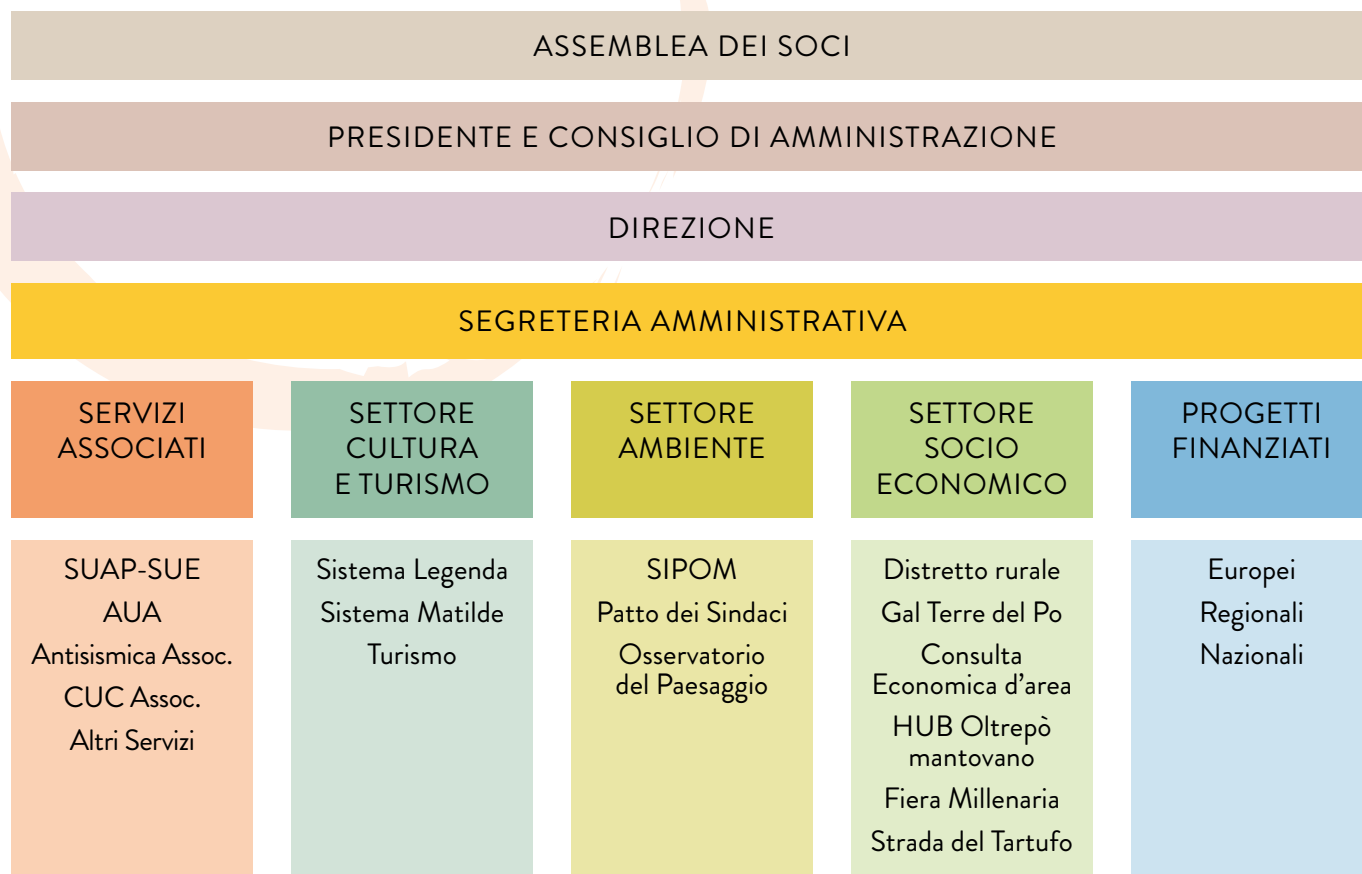 ASSEMBLEA DEI SOCI
PRESIDENTE E CONSIGLIO DI AMMINISTRAZIONE
DIREZIONE
SEGRETERIA AMMINISTRATIVA
SERVIZI
ASSOCIATI
SUAP-SUE
AUA
Antisismica Assoc.
CUC Assoc.
Altri Servizi
SETTORE
CULTURA
E TURISMO
Sistema Legenda
Sistema Matilde
Turismo
SETTORE
AMBIENTE
SIPOM
Patto dei Sindaci
Osservatorio
del Paesaggio
SETTORE
SOCIO
ECONOMICO
Distretto rurale
Gal Terre del Po
Consulta
Economica d’area
HUB Oltrepò
mantovano
Fiera Millenaria
Strada del Tartufo
PROGETTI
FINANZIATI
Europei
Regionali
Nazionali